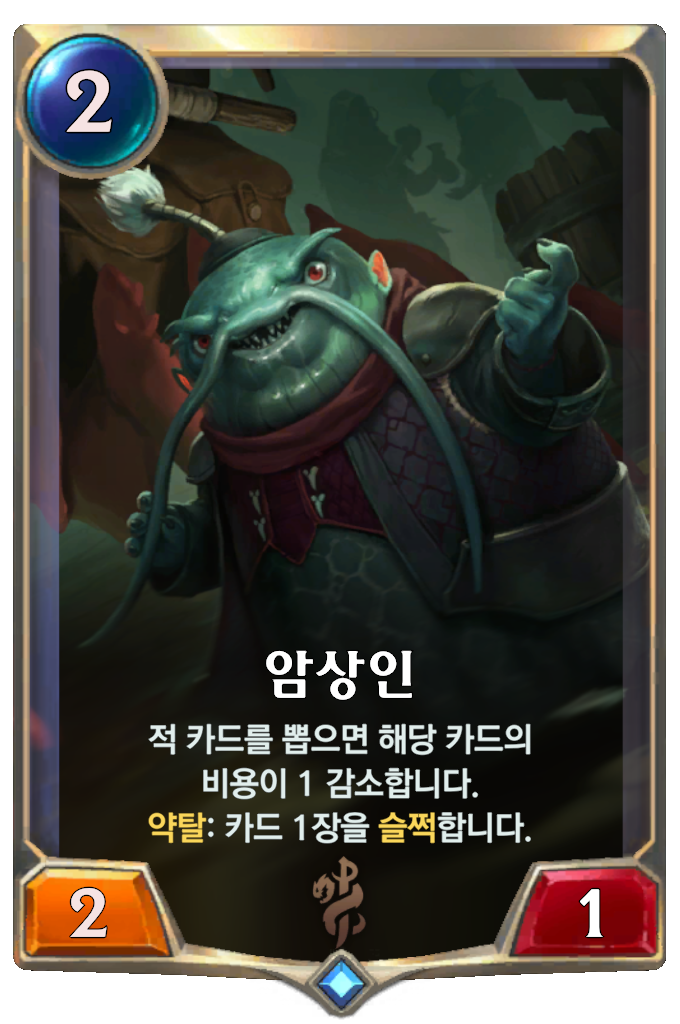 2
암상인
적 카드를 뽑으면 해당 카드의
비용이 1 감소합니다.
약탈: 카드 1장을 슬쩍합니다.
2
1